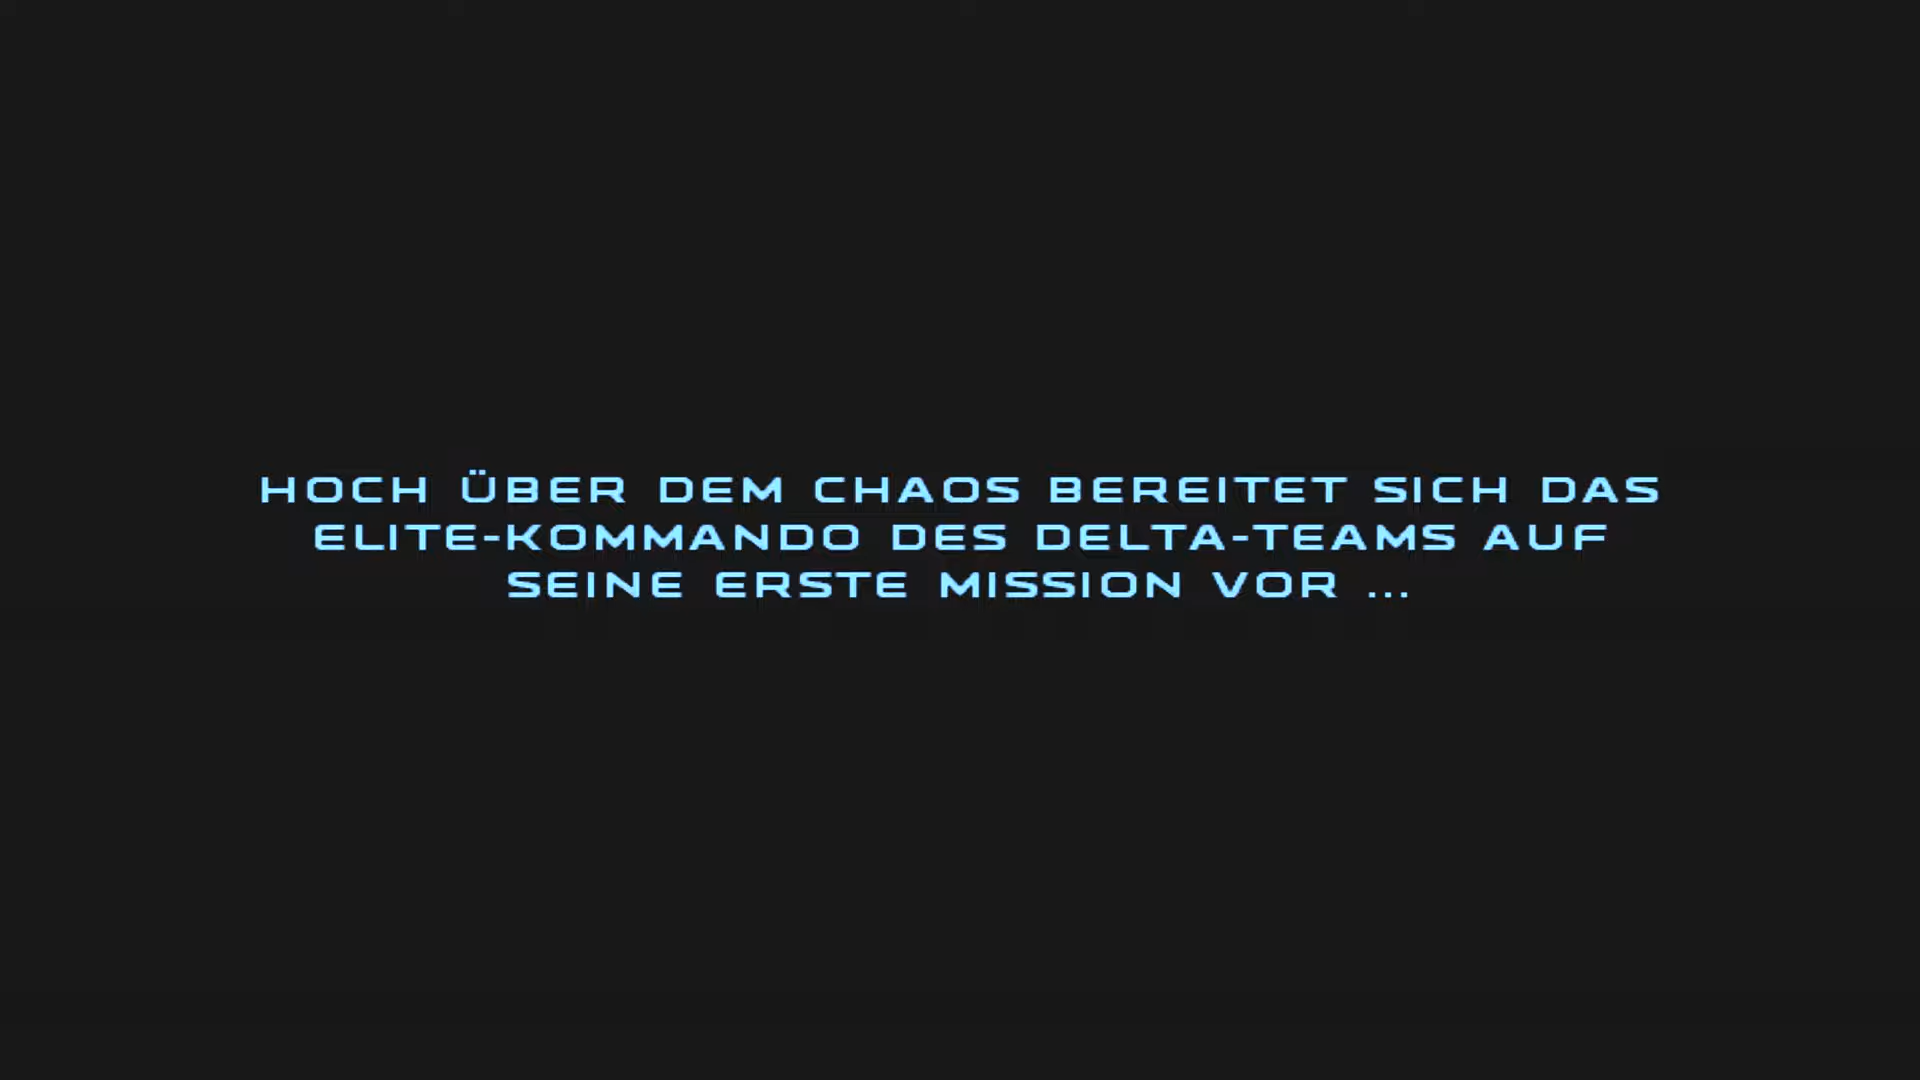 HOCH ÜBER DEM CHAOS BEREITET SICH DAS
ELITE-KOMMANDO DES DELTA-TEAMS AUF
SEINE ERSTE MISSION VOR ...